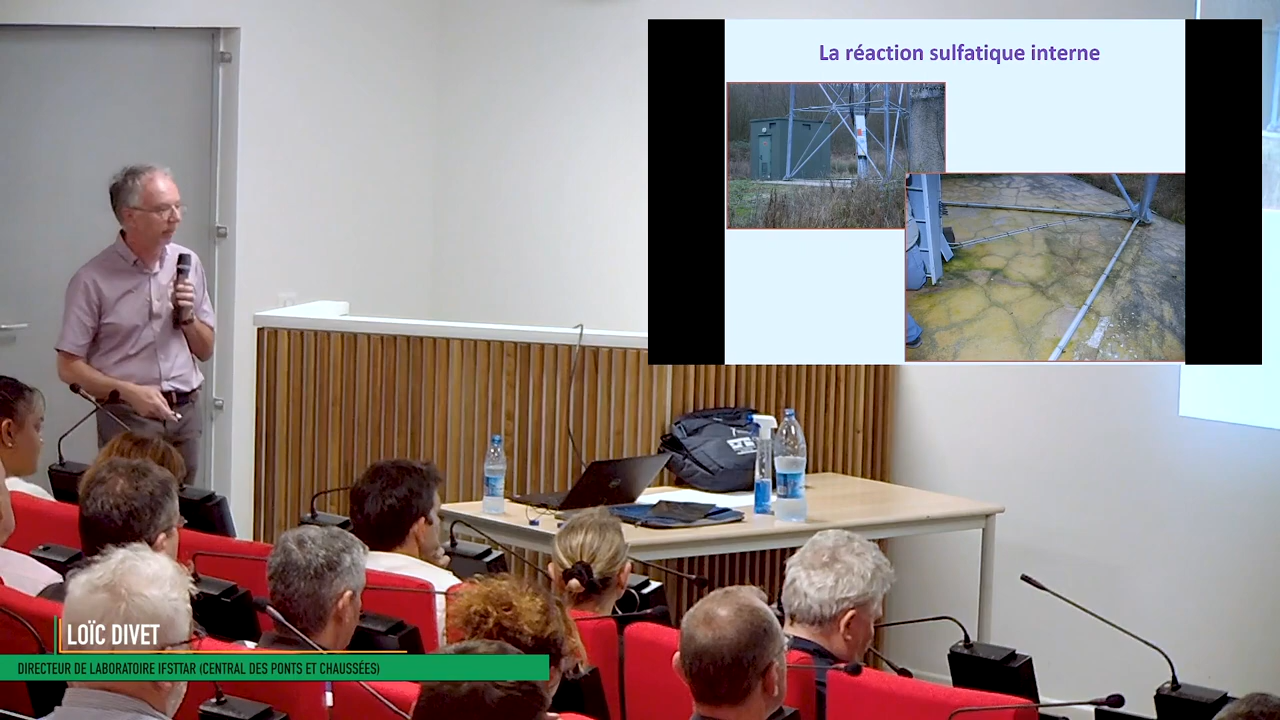 La réaction sulfatique interne
LOÏC DIVET
DIRECTEUR DE LABORATOIRE IFSTTAR (CENTRAL DES PONTS ET CHAUSSÉES)